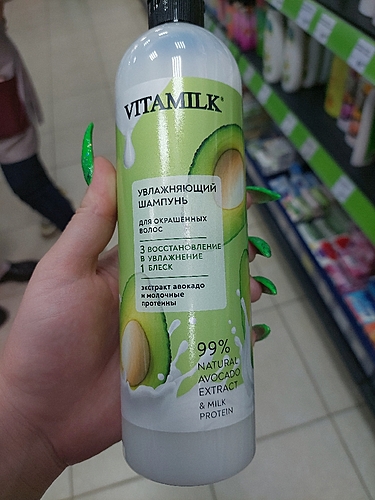 VITAMILK®
УВЛАЖНЯЮЩИЙ
ШАМПУНЬ
ДЛЯ ОКРАШЕННЫХ
ВОЛОС
3 ВОССТАНОВЛЕНИЕ
В УВЛАЖНЕНИЕ
1 БЛЕСК
экстракт авокадо
и молочные
протеины
99%
NATURAL
AVOCADO
EXTRACT
& MILK
PROTEIN